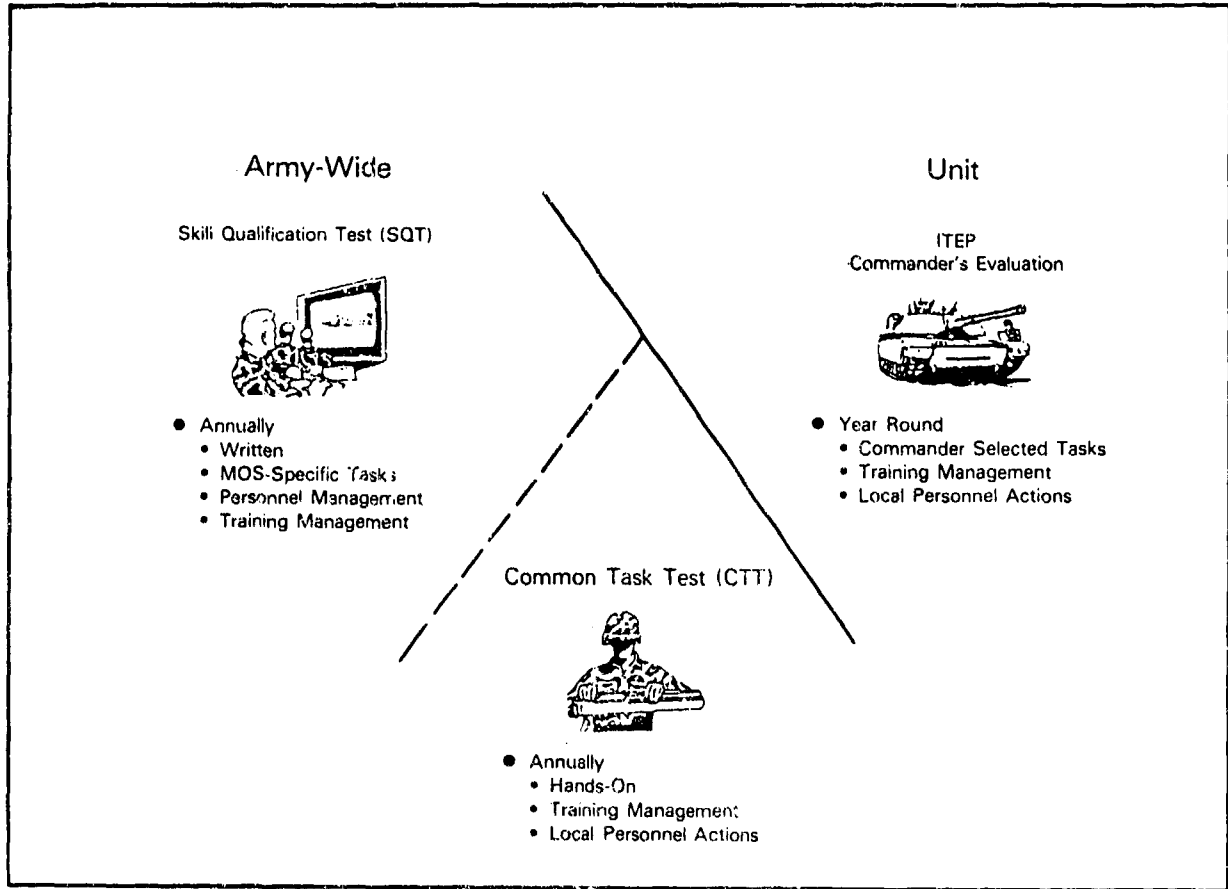 Army-Wide
Skill Qualification Test (SQT)
● Annually
• Written
• MOS-Specific Tasks
• Personnel Management
• Training Management
Unit
ITEP
Commander's Evaluation
● Year Round
• Commander Selected Tasks
• Training Management
• Local Personnel Actions
Common Task Test (CTT)
● Annually
• Hands-On
• Training Management
• Local Personnel Actions